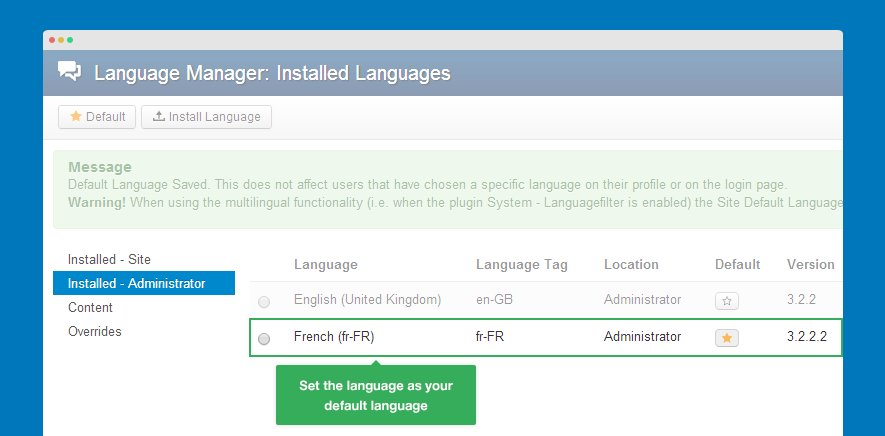 Language Manager: Installed Languages
Default
Install Language
Message
Default Language Saved. This does not affect users that have chosen a specific language on their profile or on the login page.
Warning! When using the multilingual functionality (i.e. when the plugin System - Languagefilter is enabled) the Site Default Language
Installed - Site
Installed - Administrator
Content
Overrides
Language Language Tag Location Default Version
English (United Kingdom) en-GB Administrator 3.2.2
French (fr-FR) fr-FR Administrator 3.2.2.2
Set the language as your
default language